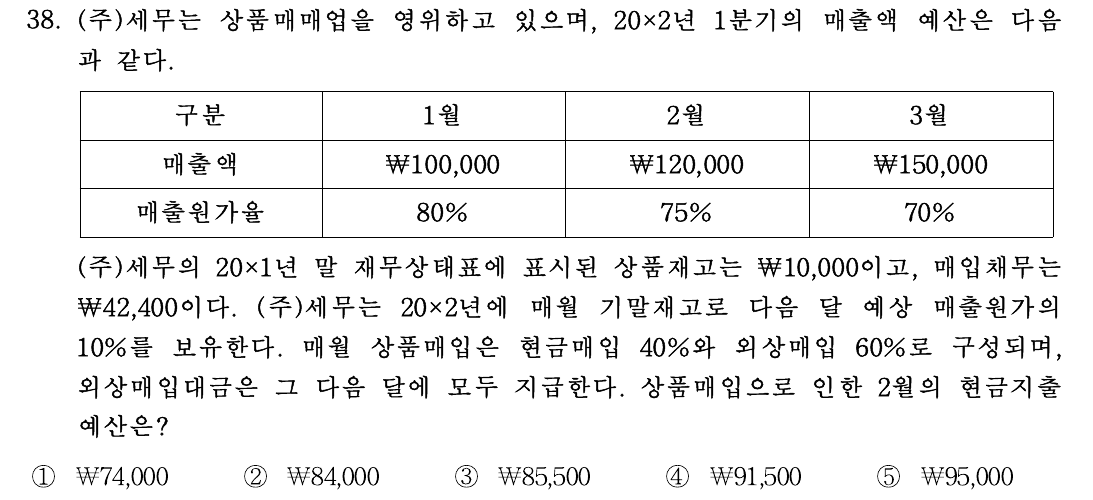 38. (주)세무는 상품매매업을 영위하고 있으며, 20×2년 1분기의 매출액 예산은 다음
과 같다.
구분 1월 2월 3월
매출액 ₩100,000 ₩120,000 ₩150,000
매출원가율 80% 75% 70%
(주)세무의 20×1년 말 재무상태표에 표시된 상품재고는 ₩10,000이고, 매입채무는
₩42,400이다. (주)세무는 20×2년에 매월 기말재고로 다음 달 예상 매출원가의
10%를 보유한다. 매월 상품매입은 현금매입 40%와 외상매입 60%로 구성되며,
외상매입대금은 그 다음 달에 모두 지급한다. 상품매입으로 인한 2월의 현금지출
예산은?
① ₩74,000 ② ₩84,000 ③ ₩85,500 ④ ₩91,500 ⑤ ₩95,000